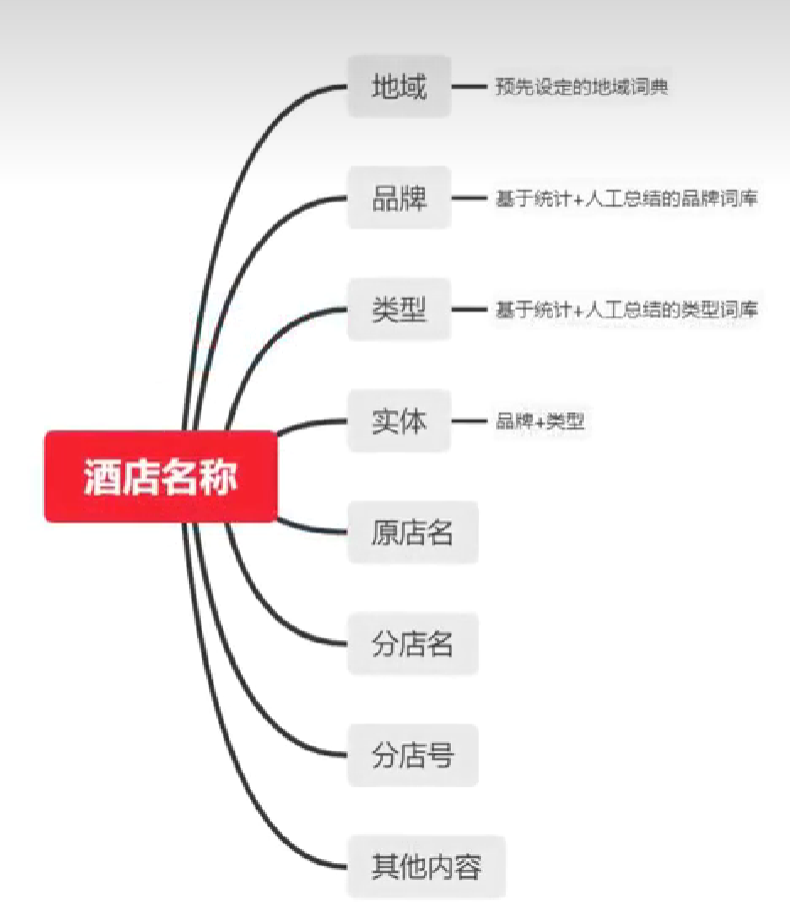 地域
预先设定的地域词典
品牌
基于统计+人工总结的品牌词库
类型
基于统计+人工总结的类型词库
实体
品牌+类型
酒店名称
原店名
分店名
分店号
其他内容